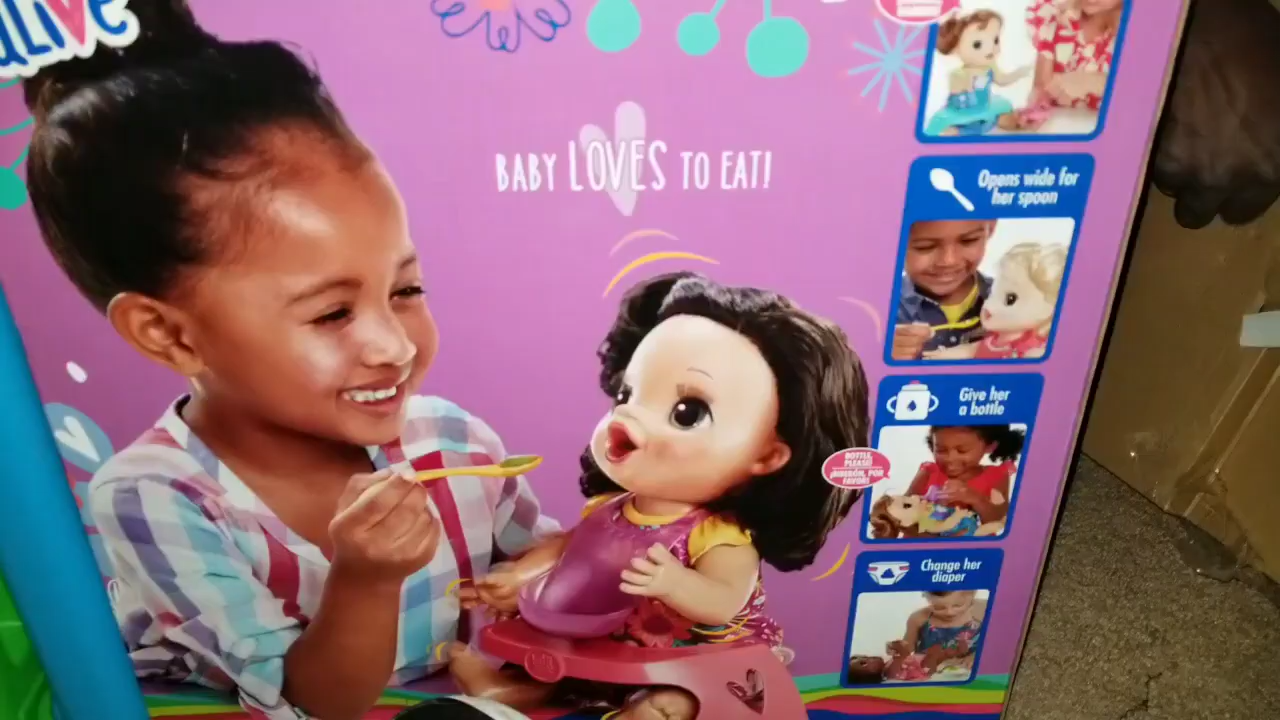 aLive
BABY LOVES TO EAT!
Opens wide for
her spoon
Give her
a bottle
BOTTLE,
PLEASE!
¡BIBERÓN, POR
FAVOR!
Change her
diaper